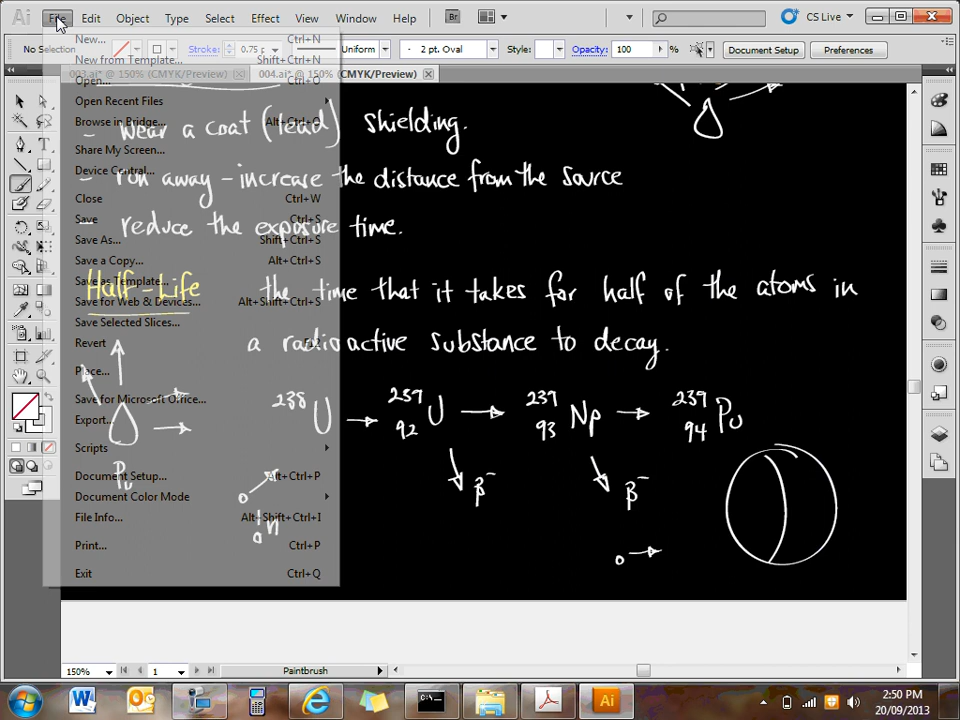 Ai File Edit Object Type Select Effect View Window Help Br CS Live
No Selection Stroke: 0.75 p Uniform 2 pt. Oval Style: Opacity: 100 % Document Setup Preferences
003.ai* @ 150% (CMYK/Preview) 004.ai* @ 150% (CMYK/Preview)
New... Ctrl+N
New from Template... Shift+Ctrl+N
Open... Ctrl+O
Open Recent Files
Browse in Bridge... Alt+Ctrl+O
Share My Screen...
Device Central...
Close Ctrl+W
Save Ctrl+S
Save As... Shift+Ctrl+S
Save a Copy... Alt+Ctrl+S
Save as Template...
Save for Web & Devices... Alt+Shift+Ctrl+S
Save Selected Slices...
Revert F12
Place...
Save for Microsoft Office...
Export...
Scripts
Document Setup... Alt+Ctrl+P
Document Color Mode
File Info... Alt+Shift+Ctrl+I
Print... Ctrl+P
Exit Ctrl+Q
- wear a coat (lead) shielding.
- run away - increase the distance from the source
- reduce the exposure time.
Half-Life the time that it takes for half of the atoms in
a radioactive substance to decay.
238 U → 239 92 U → 239 93 Np → 239 94 Pu
Pu β⁻ β⁻
n
150% 1 Paintbrush
2:50 PM
20/09/2013